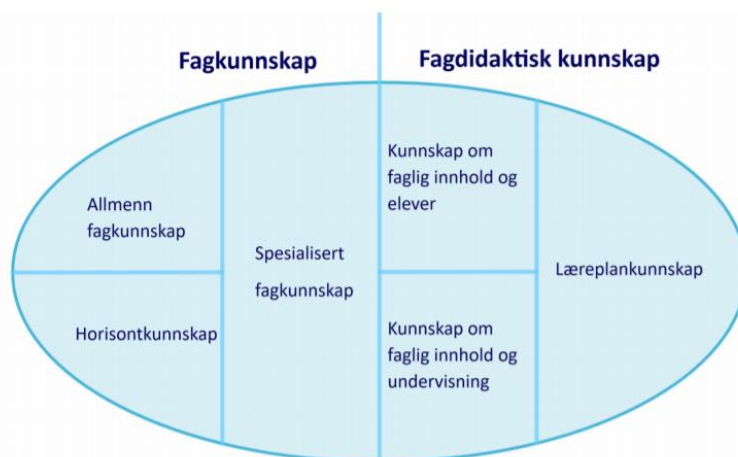 Fagkunnskap
Fagdidaktisk kunnskap
Allmenn
fagkunnskap
Horisontkunnskap
Spesialisert
fagkunnskap
Kunnskap om
faglig innhold og
elever
Kunnskap om
faglig innhold og
undervisning
Læreplankunnskap